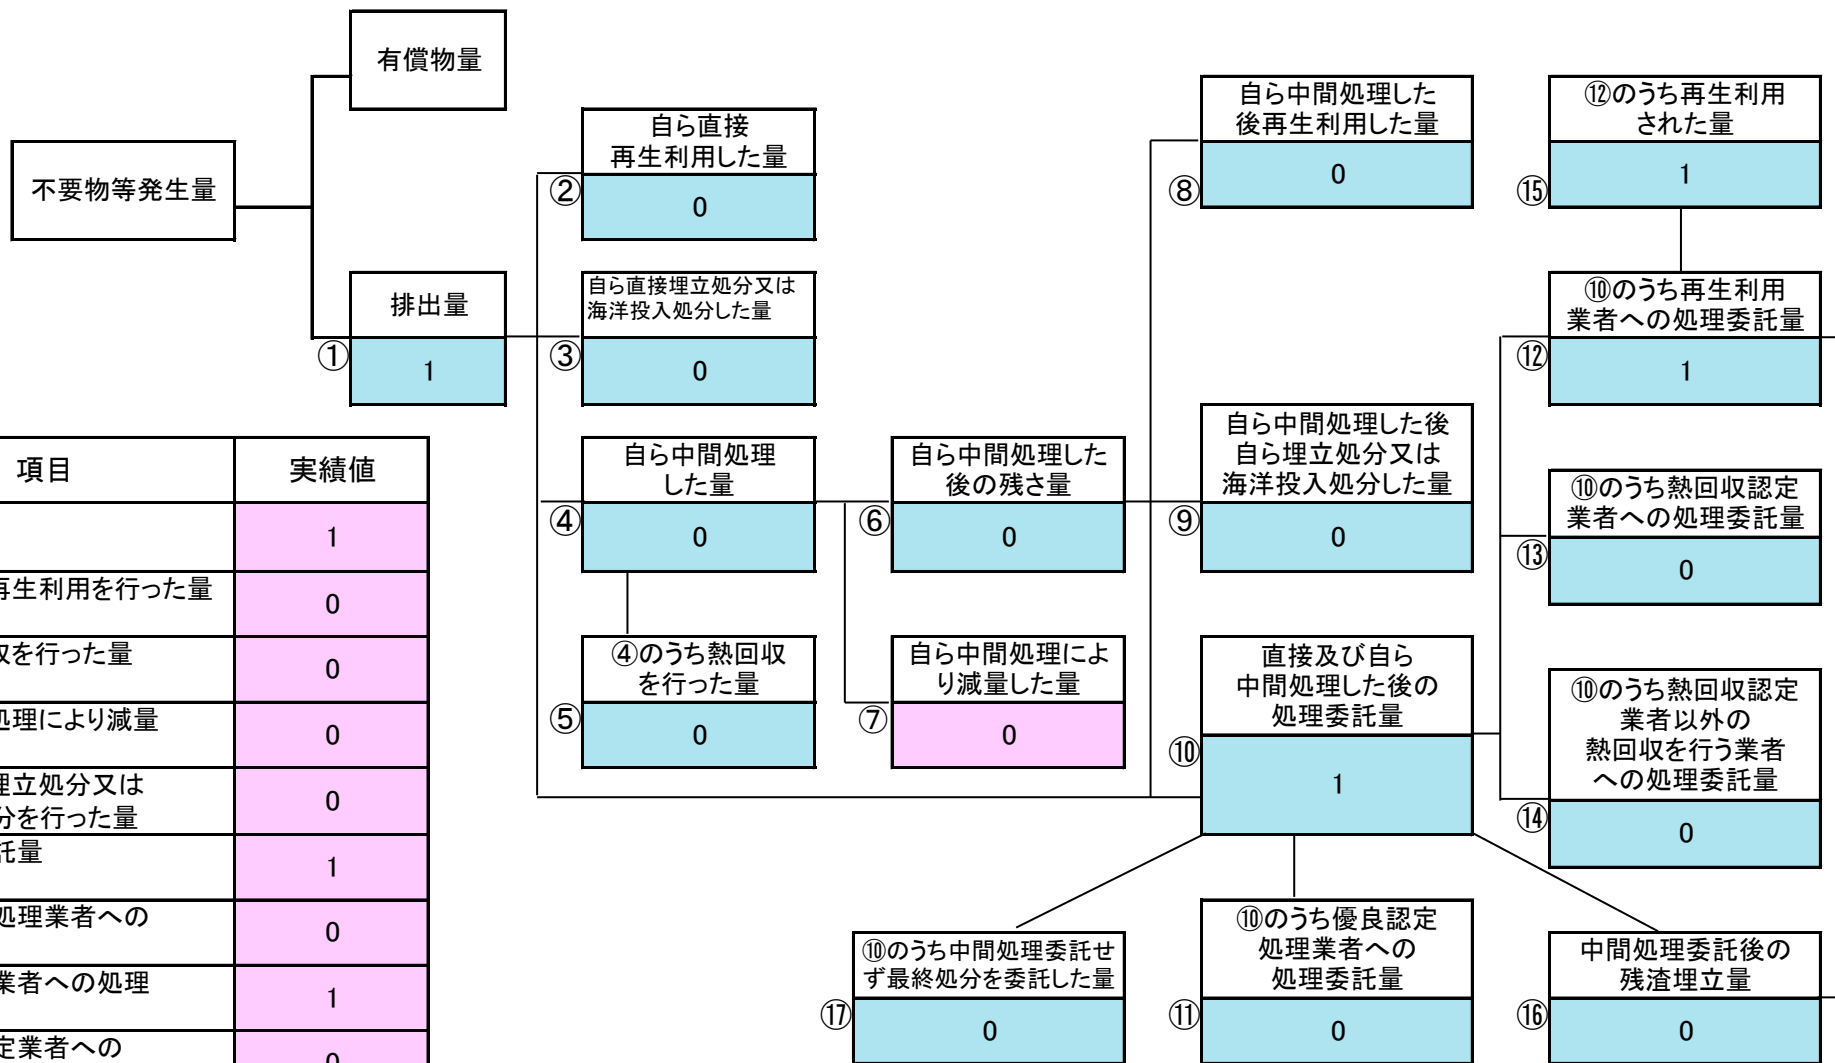 有償物量
不要物等発生量
排出量
①
1
自ら直接
再生利用した量
②
0
自ら直接埋立処分又は
海洋投入処分した量
③
0
自ら中間処理
した量
④
0
④のうち熱回収
を行った量
⑤
0
自ら中間処理した
後の残さ量
⑥
0
自ら中間処理によ
り減量した量
⑦
0
自ら中間処理した
後再生利用した量
⑧
0
自ら中間処理した後
自ら埋立処分又は
海洋投入処分した量
⑨
0
直接及び自ら
中間処理した後の
処理委託量
⑩
1
⑩のうち優良認定
処理業者への
処理委託量
⑪
0
⑩のうち再生利用
業者への処理委託量
⑫
1
⑩のうち熱回収認定
業者への処理委託量
⑬
0
⑩のうち熱回収認定
業者以外の
熱回収を行う業者
への処理委託量
⑭
0
⑫のうち再生利用
された量
⑮
1
中間処理委託後の
残渣埋立量
⑯
0
⑩のうち中間処理委託せ
ず最終処分を委託した量
⑰
0
項目 実績値
1
再生利用を行った量 0
を行った量 0
処理により減量 0
埋立処分又は
を行った量 0
託量 1
処理業者への 0
業者への処理 1
定業者への 0